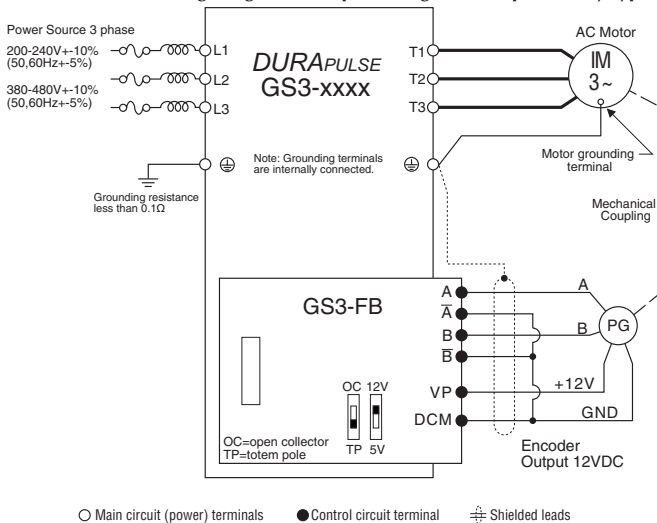 Power Source 3 phase
200-240V+-10%
(50,60Hz+-5%)
380-480V+-10%
(50,60Hz+-5%)
L1
L2
L3
DURAPULSE
GS3-xxxx
T1
T2
T3
AC Motor
IM
3~
Note: Grounding terminals
are internally connected.
Motor grounding
terminal
Grounding resistance
less than 0.1Ω
Mechanical
Coupling
GS3-FB
A
A̅
B
B̅
VP
DCM
A
B
PG
+12V
GND
OC 12V
TP 5V
OC=open collector
TP=totem pole
Encoder
Output 12VDC
Main circuit (power) terminals
Control circuit terminal
Shielded leads